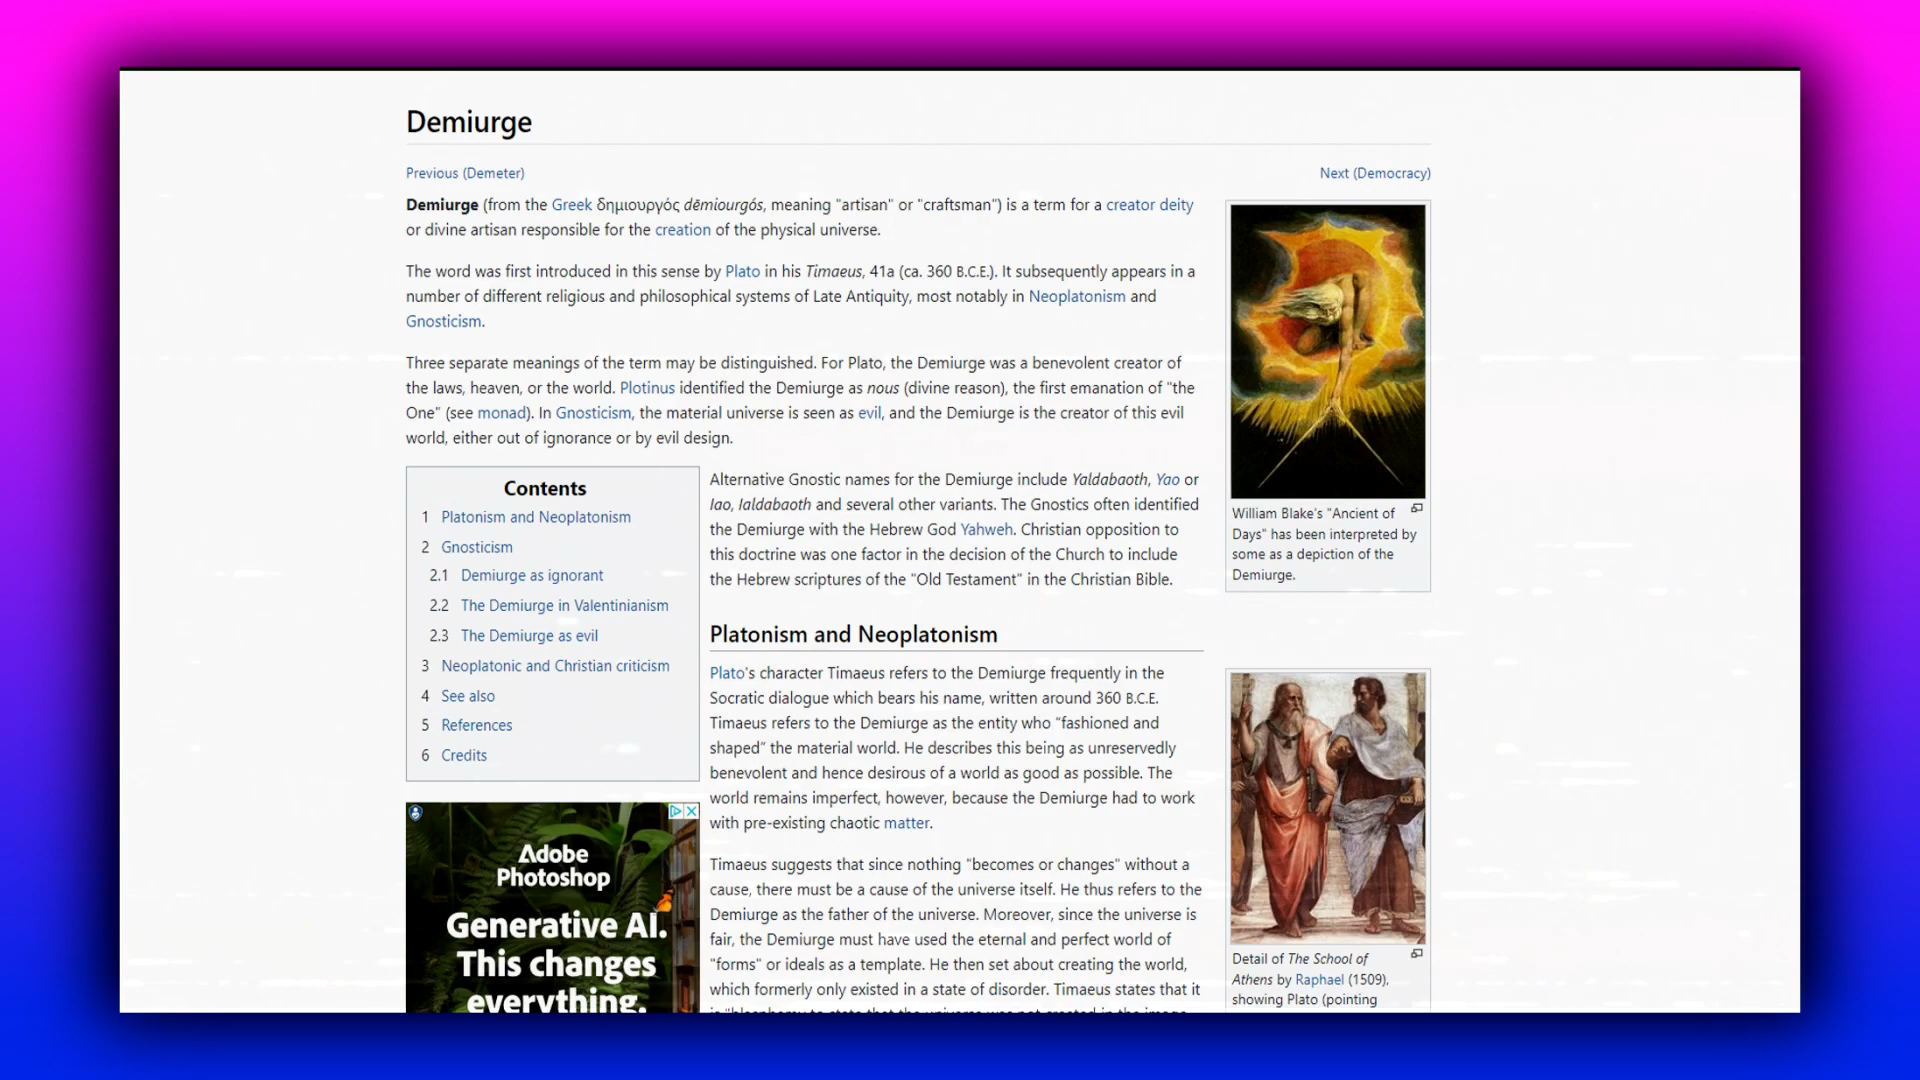 Demiurge
Previous (Demeter)
Next (Democracy)
Demiurge (from the Greek δημιουργός dēmiourgós, meaning "artisan" or "craftsman") is a term for a creator deity
or divine artisan responsible for the creation of the physical universe.
The word was first introduced in this sense by Plato in his Timaeus, 41a (ca. 360 B.C.E.). It subsequently appears in a
number of different religious and philosophical systems of Late Antiquity, most notably in Neoplatonism and
Gnosticism.
Three separate meanings of the term may be distinguished. For Plato, the Demiurge was a benevolent creator of
the laws, heaven, or the world. Plotinus identified the Demiurge as nous (divine reason), the first emanation of "the
One" (see monad). In Gnosticism, the material universe is seen as evil, and the Demiurge is the creator of this evil
world, either out of ignorance or by evil design.
William Blake's "Ancient of
Days" has been interpreted by
some as a depiction of the
Demiurge.
Contents
1 Platonism and Neoplatonism
2 Gnosticism
2.1 Demiurge as ignorant
2.2 The Demiurge in Valentinianism
2.3 The Demiurge as evil
3 Neoplatonic and Christian criticism
4 See also
5 References
6 Credits
Alternative Gnostic names for the Demiurge include Yaldabaoth, Yao or
Iao, Ialdabaoth and several other variants. The Gnostics often identified
the Demiurge with the Hebrew God Yahweh. Christian opposition to
this doctrine was one factor in the decision of the Church to include
the Hebrew scriptures of the "Old Testament" in the Christian Bible.
Platonism and Neoplatonism
Plato's character Timaeus refers to the Demiurge frequently in the
Socratic dialogue which bears his name, written around 360 B.C.E.
Timaeus refers to the Demiurge as the entity who "fashioned and
shaped" the material world. He describes this being as unreservedly
benevolent and hence desirous of a world as good as possible. The
world remains imperfect, however, because the Demiurge had to work
with pre-existing chaotic matter.
Timaeus suggests that since nothing "becomes or changes" without a
cause, there must be a cause of the universe itself. He thus refers to the
Demiurge as the father of the universe. Moreover, since the universe is
fair, the Demiurge must have used the eternal and perfect world of
"forms" or ideals as a template. He then set about creating the world,
which formerly only existed in a state of disorder. Timaeus states that it
is "blasphemy to state that the universe was not created in the image
Detail of The School of
Athens by Raphael (1509),
showing Plato (pointing
Adobe
Photoshop
Generative AI.
This changes
everything.